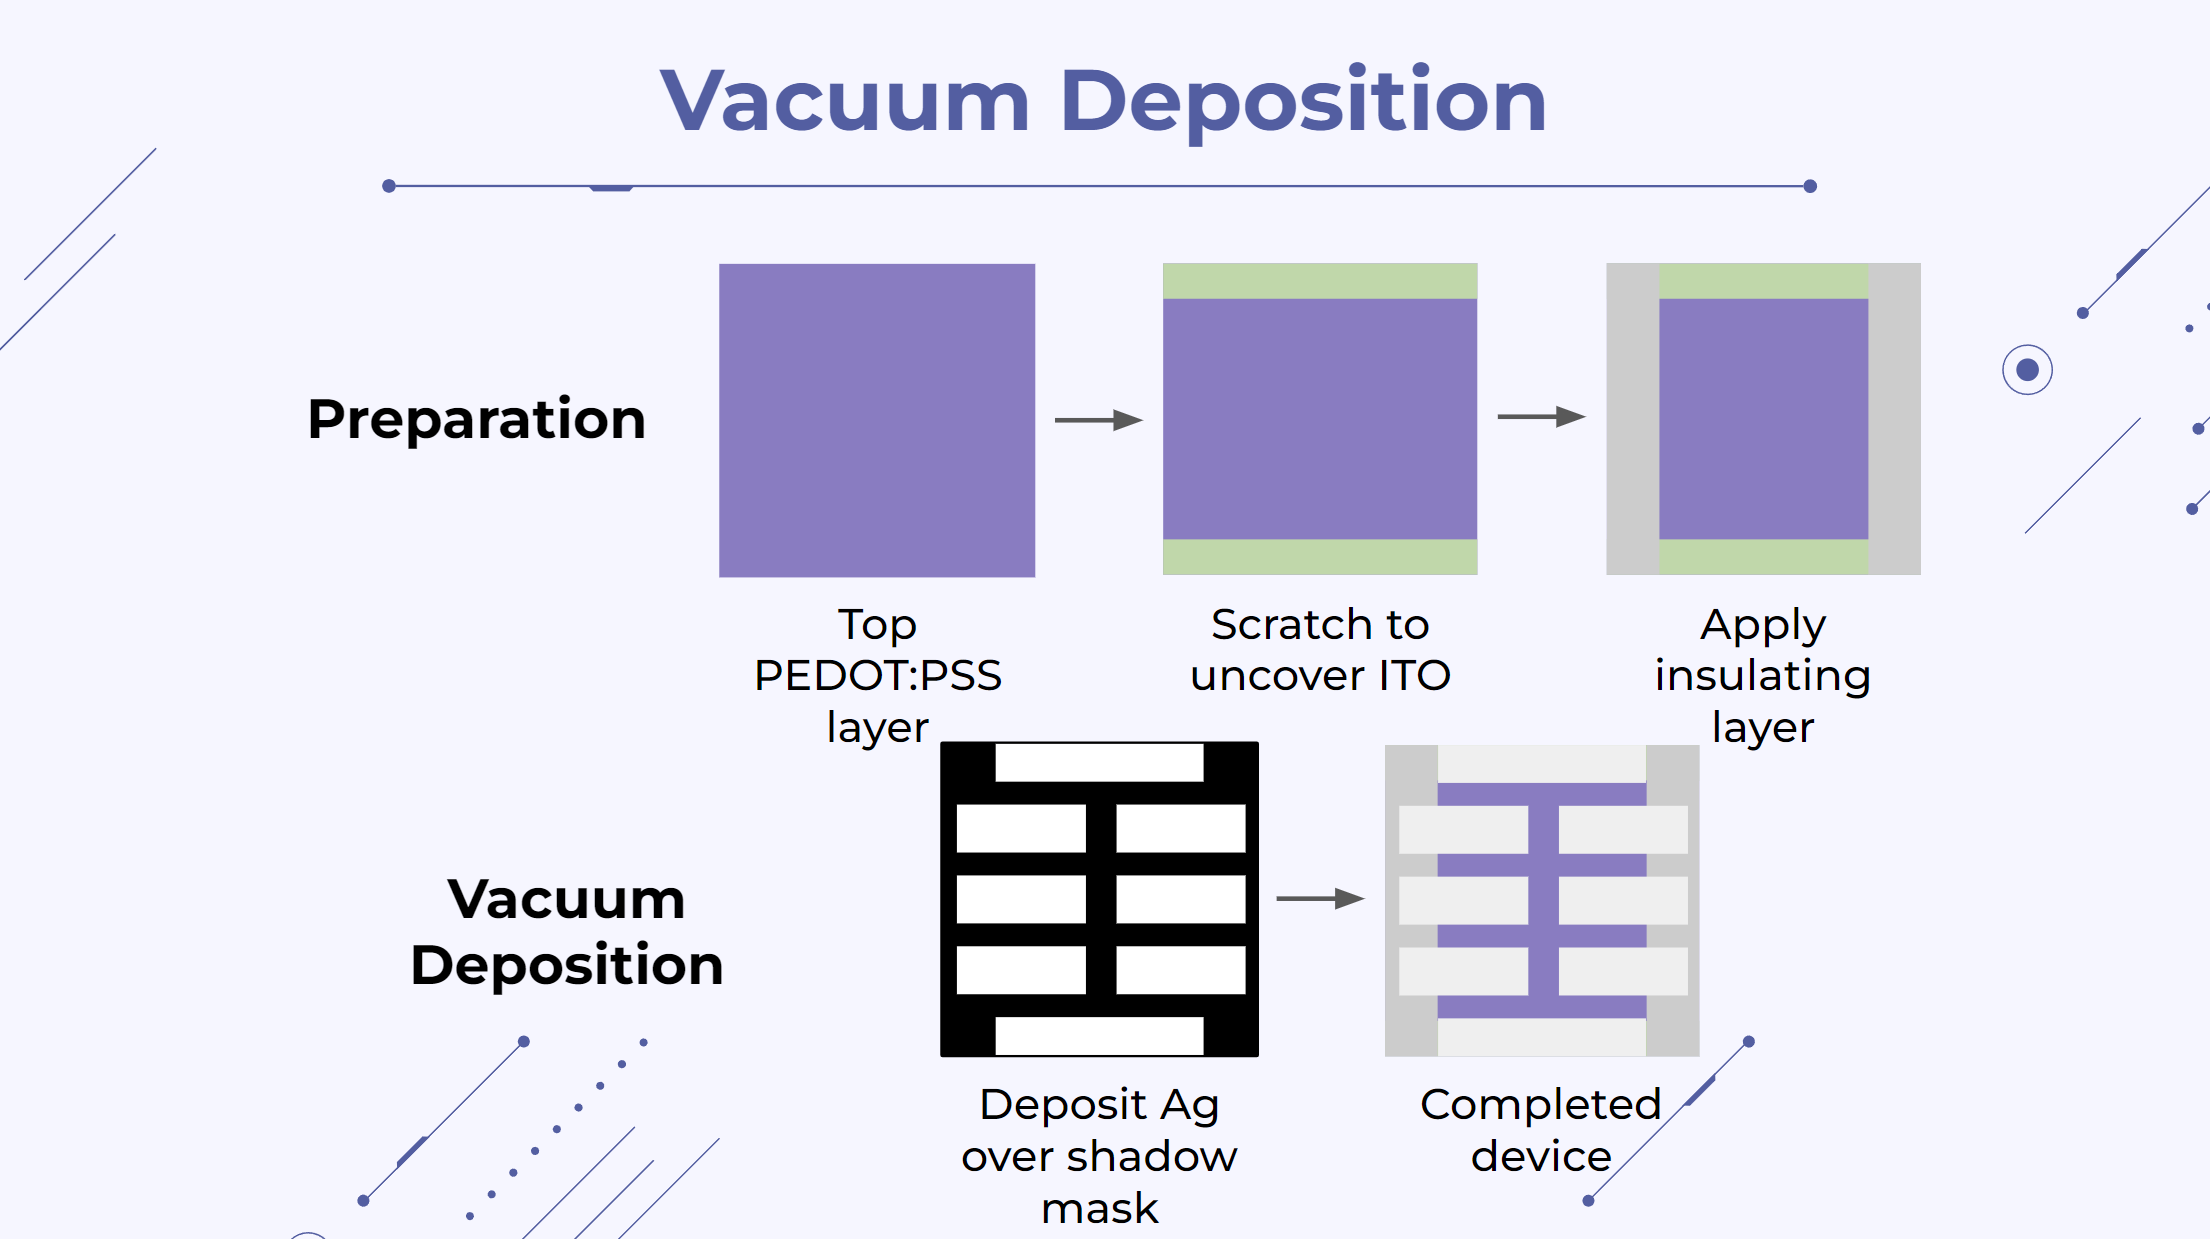 Vacuum Deposition
Preparation
Top
PEDOT:PSS
layer
Scratch to
uncover ITO
Apply
insulating
layer
Vacuum
Deposition
Deposit Ag
over shadow
mask
Completed
device